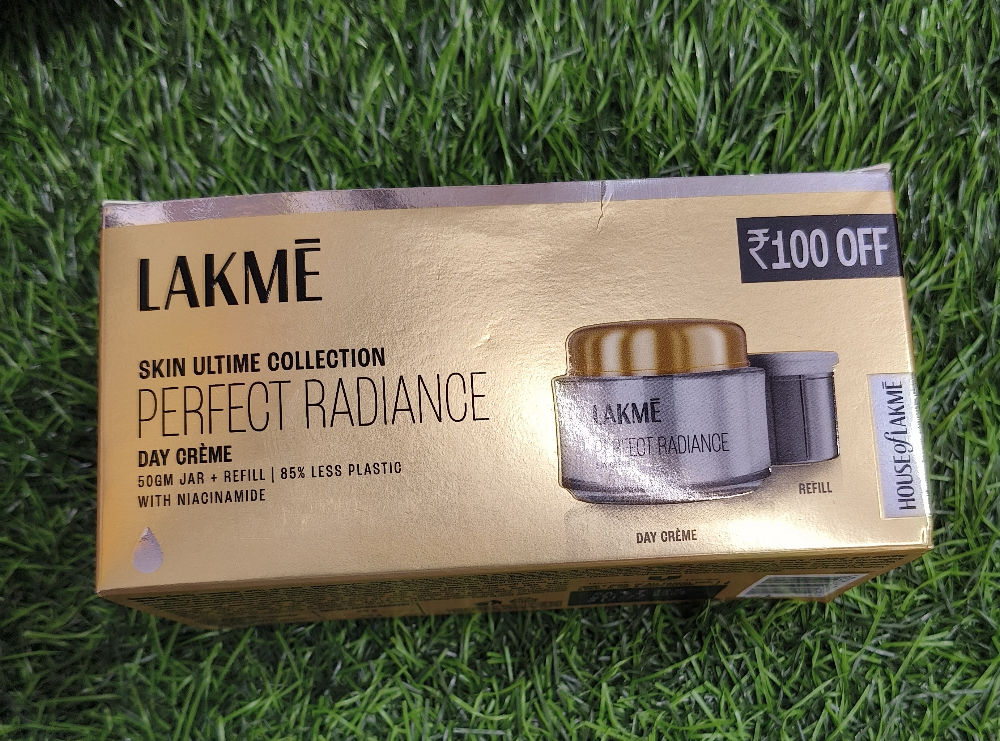 LAKMĒ
₹100 OFF
SKIN ULTIME COLLECTION
PERFECT RADIANCE
DAY CRÈME
50GM JAR + REFILL | 85% LESS PLASTIC
WITH NIACINAMIDE
LAKMĒ
PERFECT RADIANCE
REFILL
DAY CRÈME
HOUSE of LAKMĒ